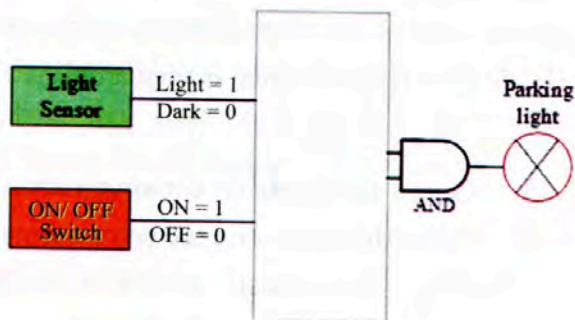 Light
Sensor
Light = 1
Dark = 0
ON/ OFF
Switch
ON = 1
OFF = 0
AND
Parking
light